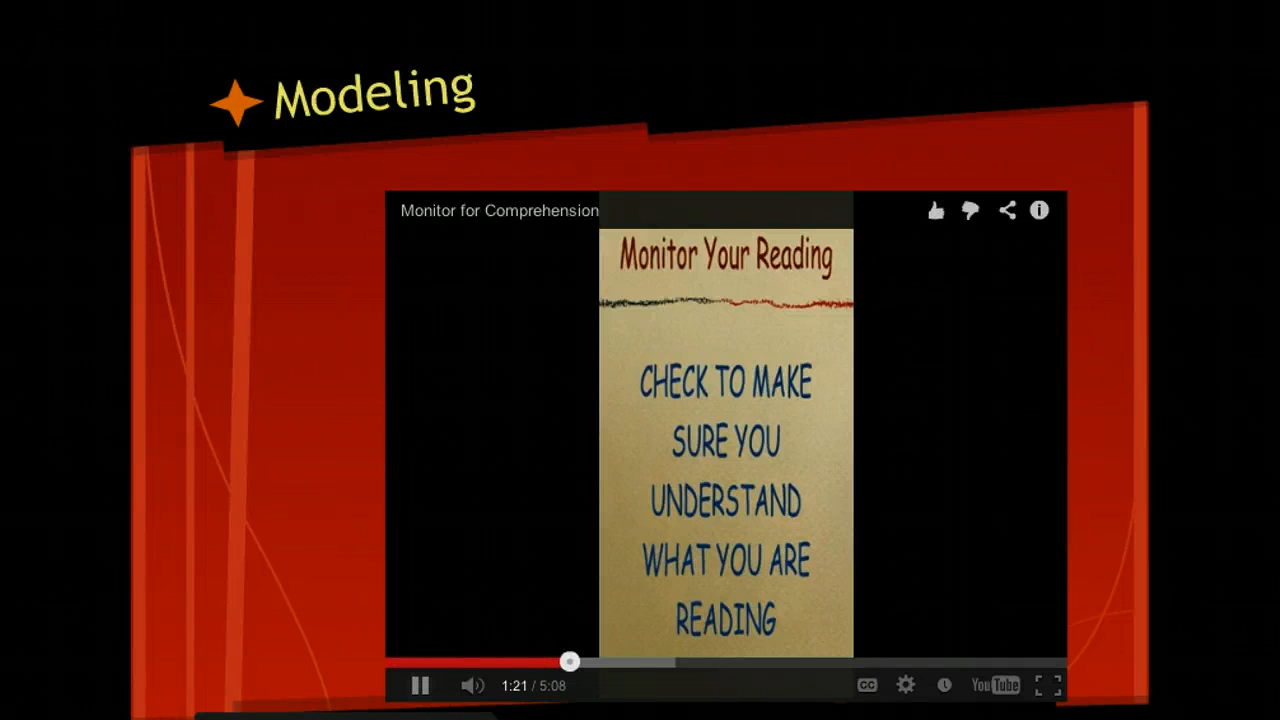 Modeling
Monitor for Comprehension
Monitor Your Reading
CHECK TO MAKE
SURE YOU
UNDERSTAND
WHAT YOU ARE
READING
1:21 / 5:08
CC
YouTube